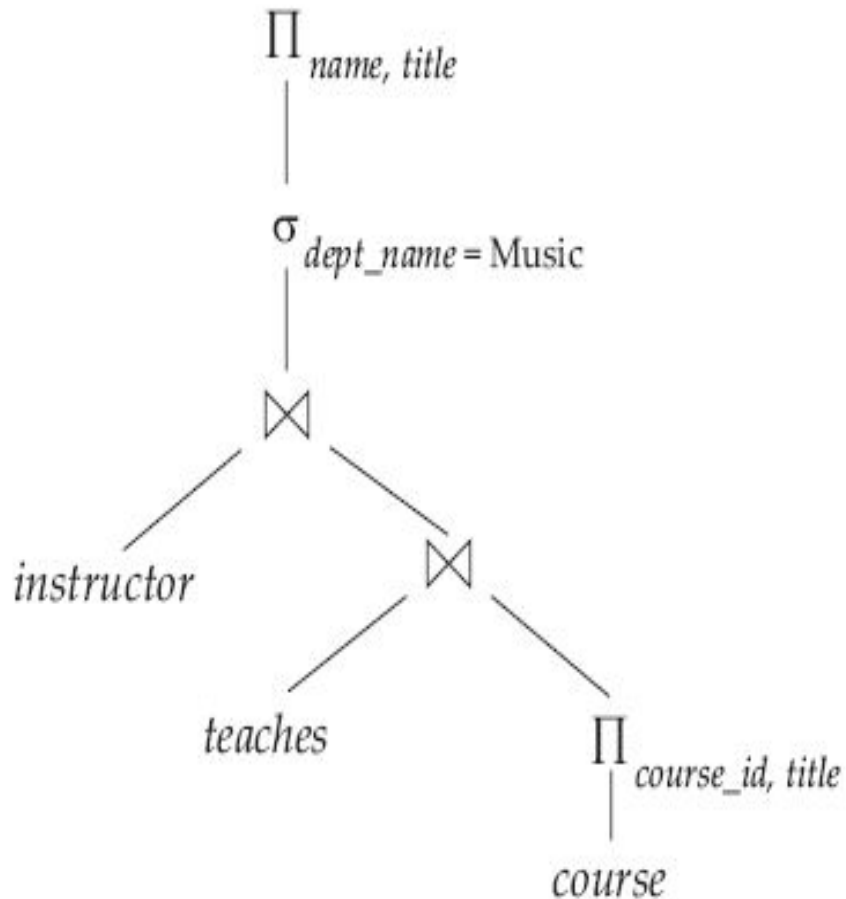 ∏ name, title
σ dept_name = Music
⋈
instructor
⋈
teaches
∏ course_id, title
course